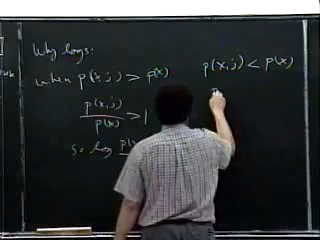 Why logs:
when p(x,j) > p(x)
p(x,j)
p(x) > 1
so log
p(x,j) < p(x)